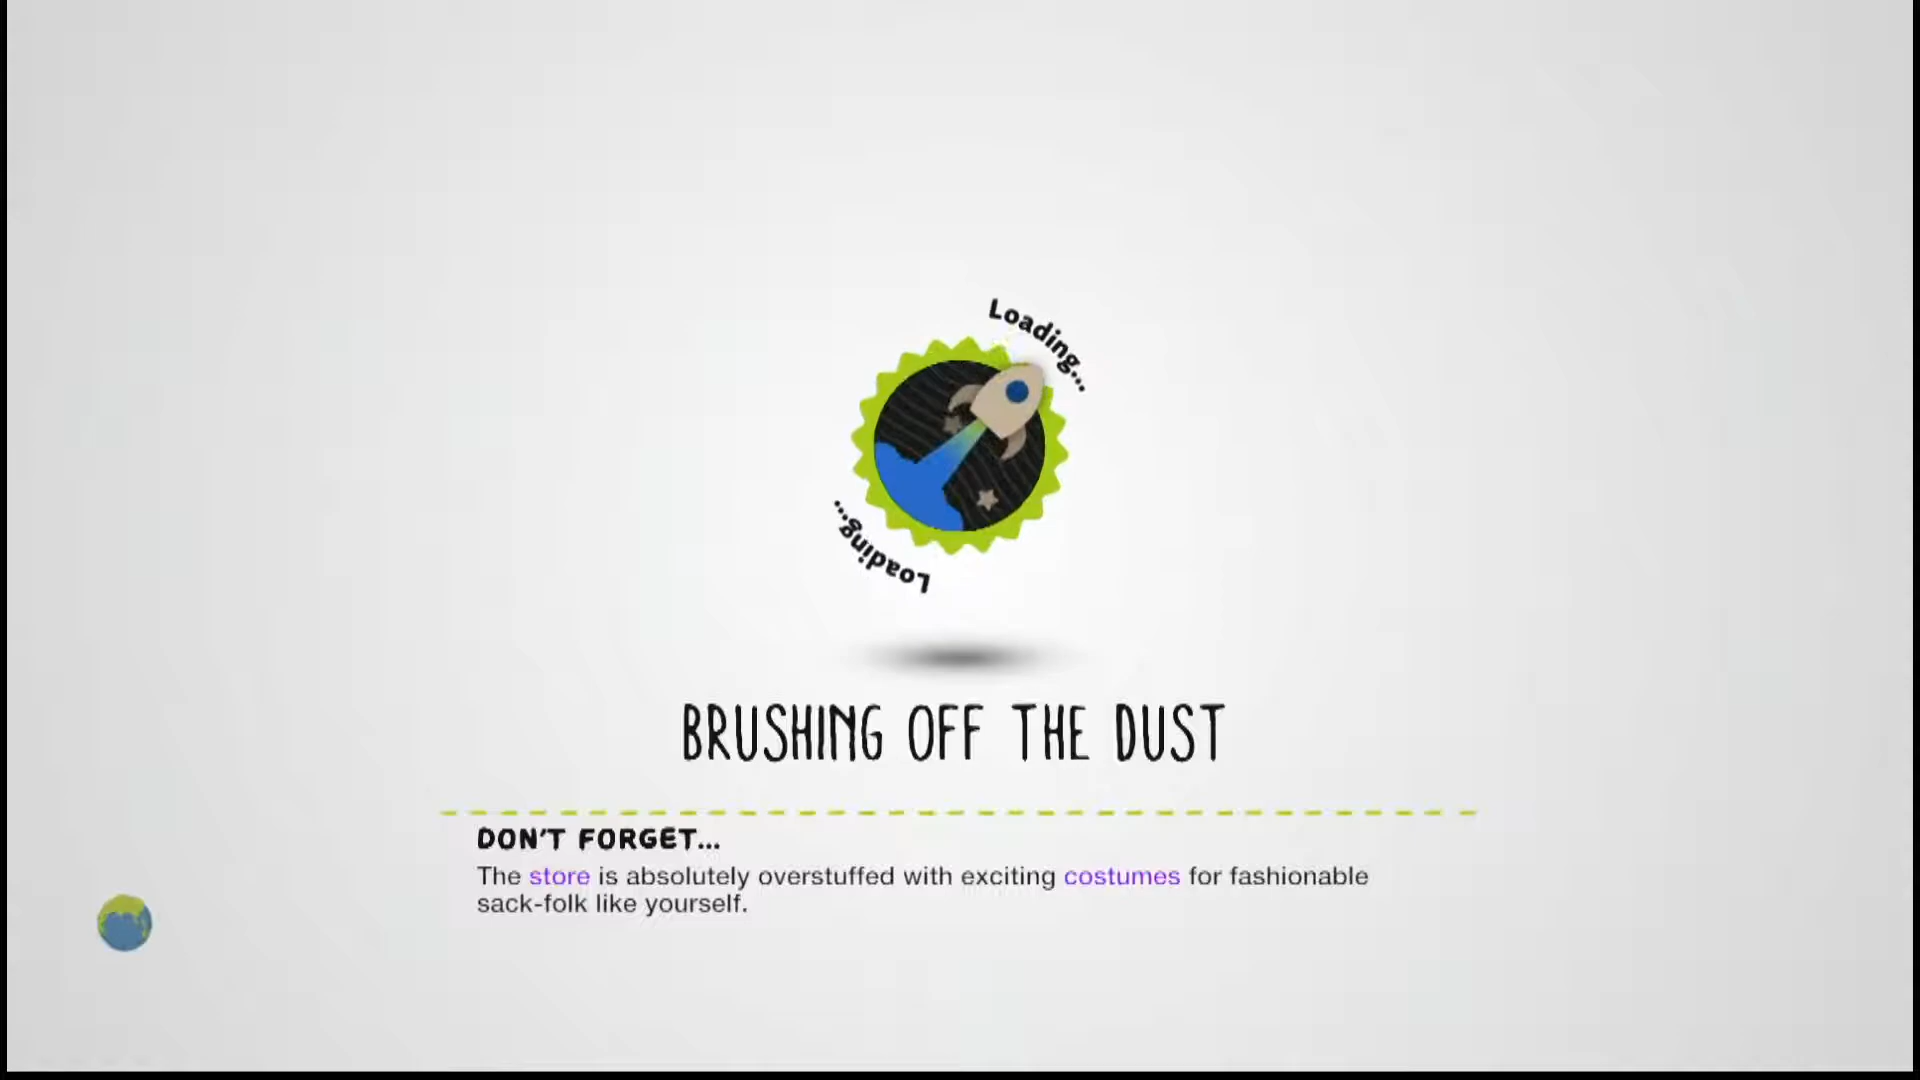 Loading...
Loading...
BRUSHING OFF THE DUST
DON'T FORGET...
The store is absolutely overstuffed with exciting costumes for fashionable
sack-folk like yourself.